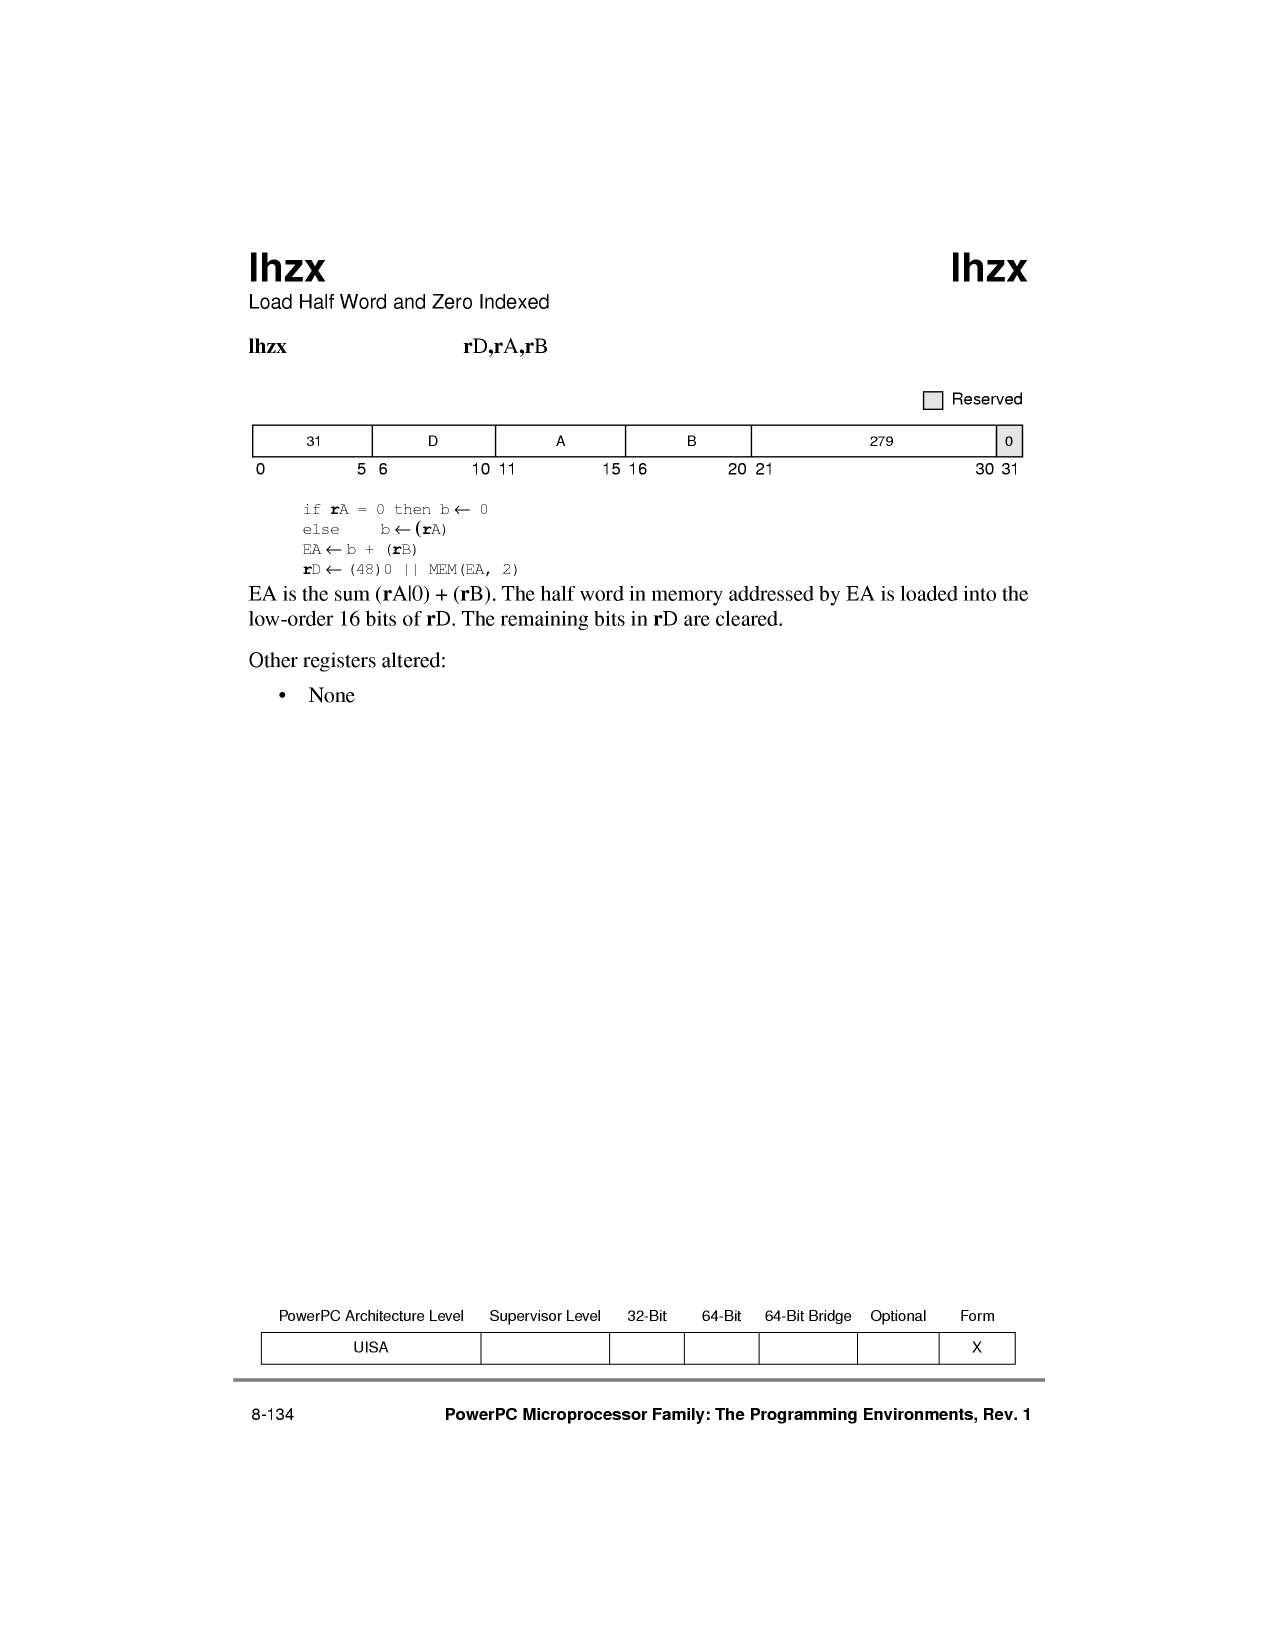 lhzx lhzx
Load Half Word and Zero Indexed
lhzx rD,rA,rB
Reserved
31 D A B 279 0
0 5 6 10 11 15 16 20 21 30 31
if rA = 0 then b ← 0
else b ← (rA)
EA ← b + (rB)
rD ← (48)0 || MEM(EA, 2)
EA is the sum (rA|0) + (rB). The half word in memory addressed by EA is loaded into the
low-order 16 bits of rD. The remaining bits in rD are cleared.
Other registers altered:
• None
PowerPC Architecture Level Supervisor Level 32-Bit 64-Bit 64-Bit Bridge Optional Form
UISA X
8-134 PowerPC Microprocessor Family: The Programming Environments, Rev. 1